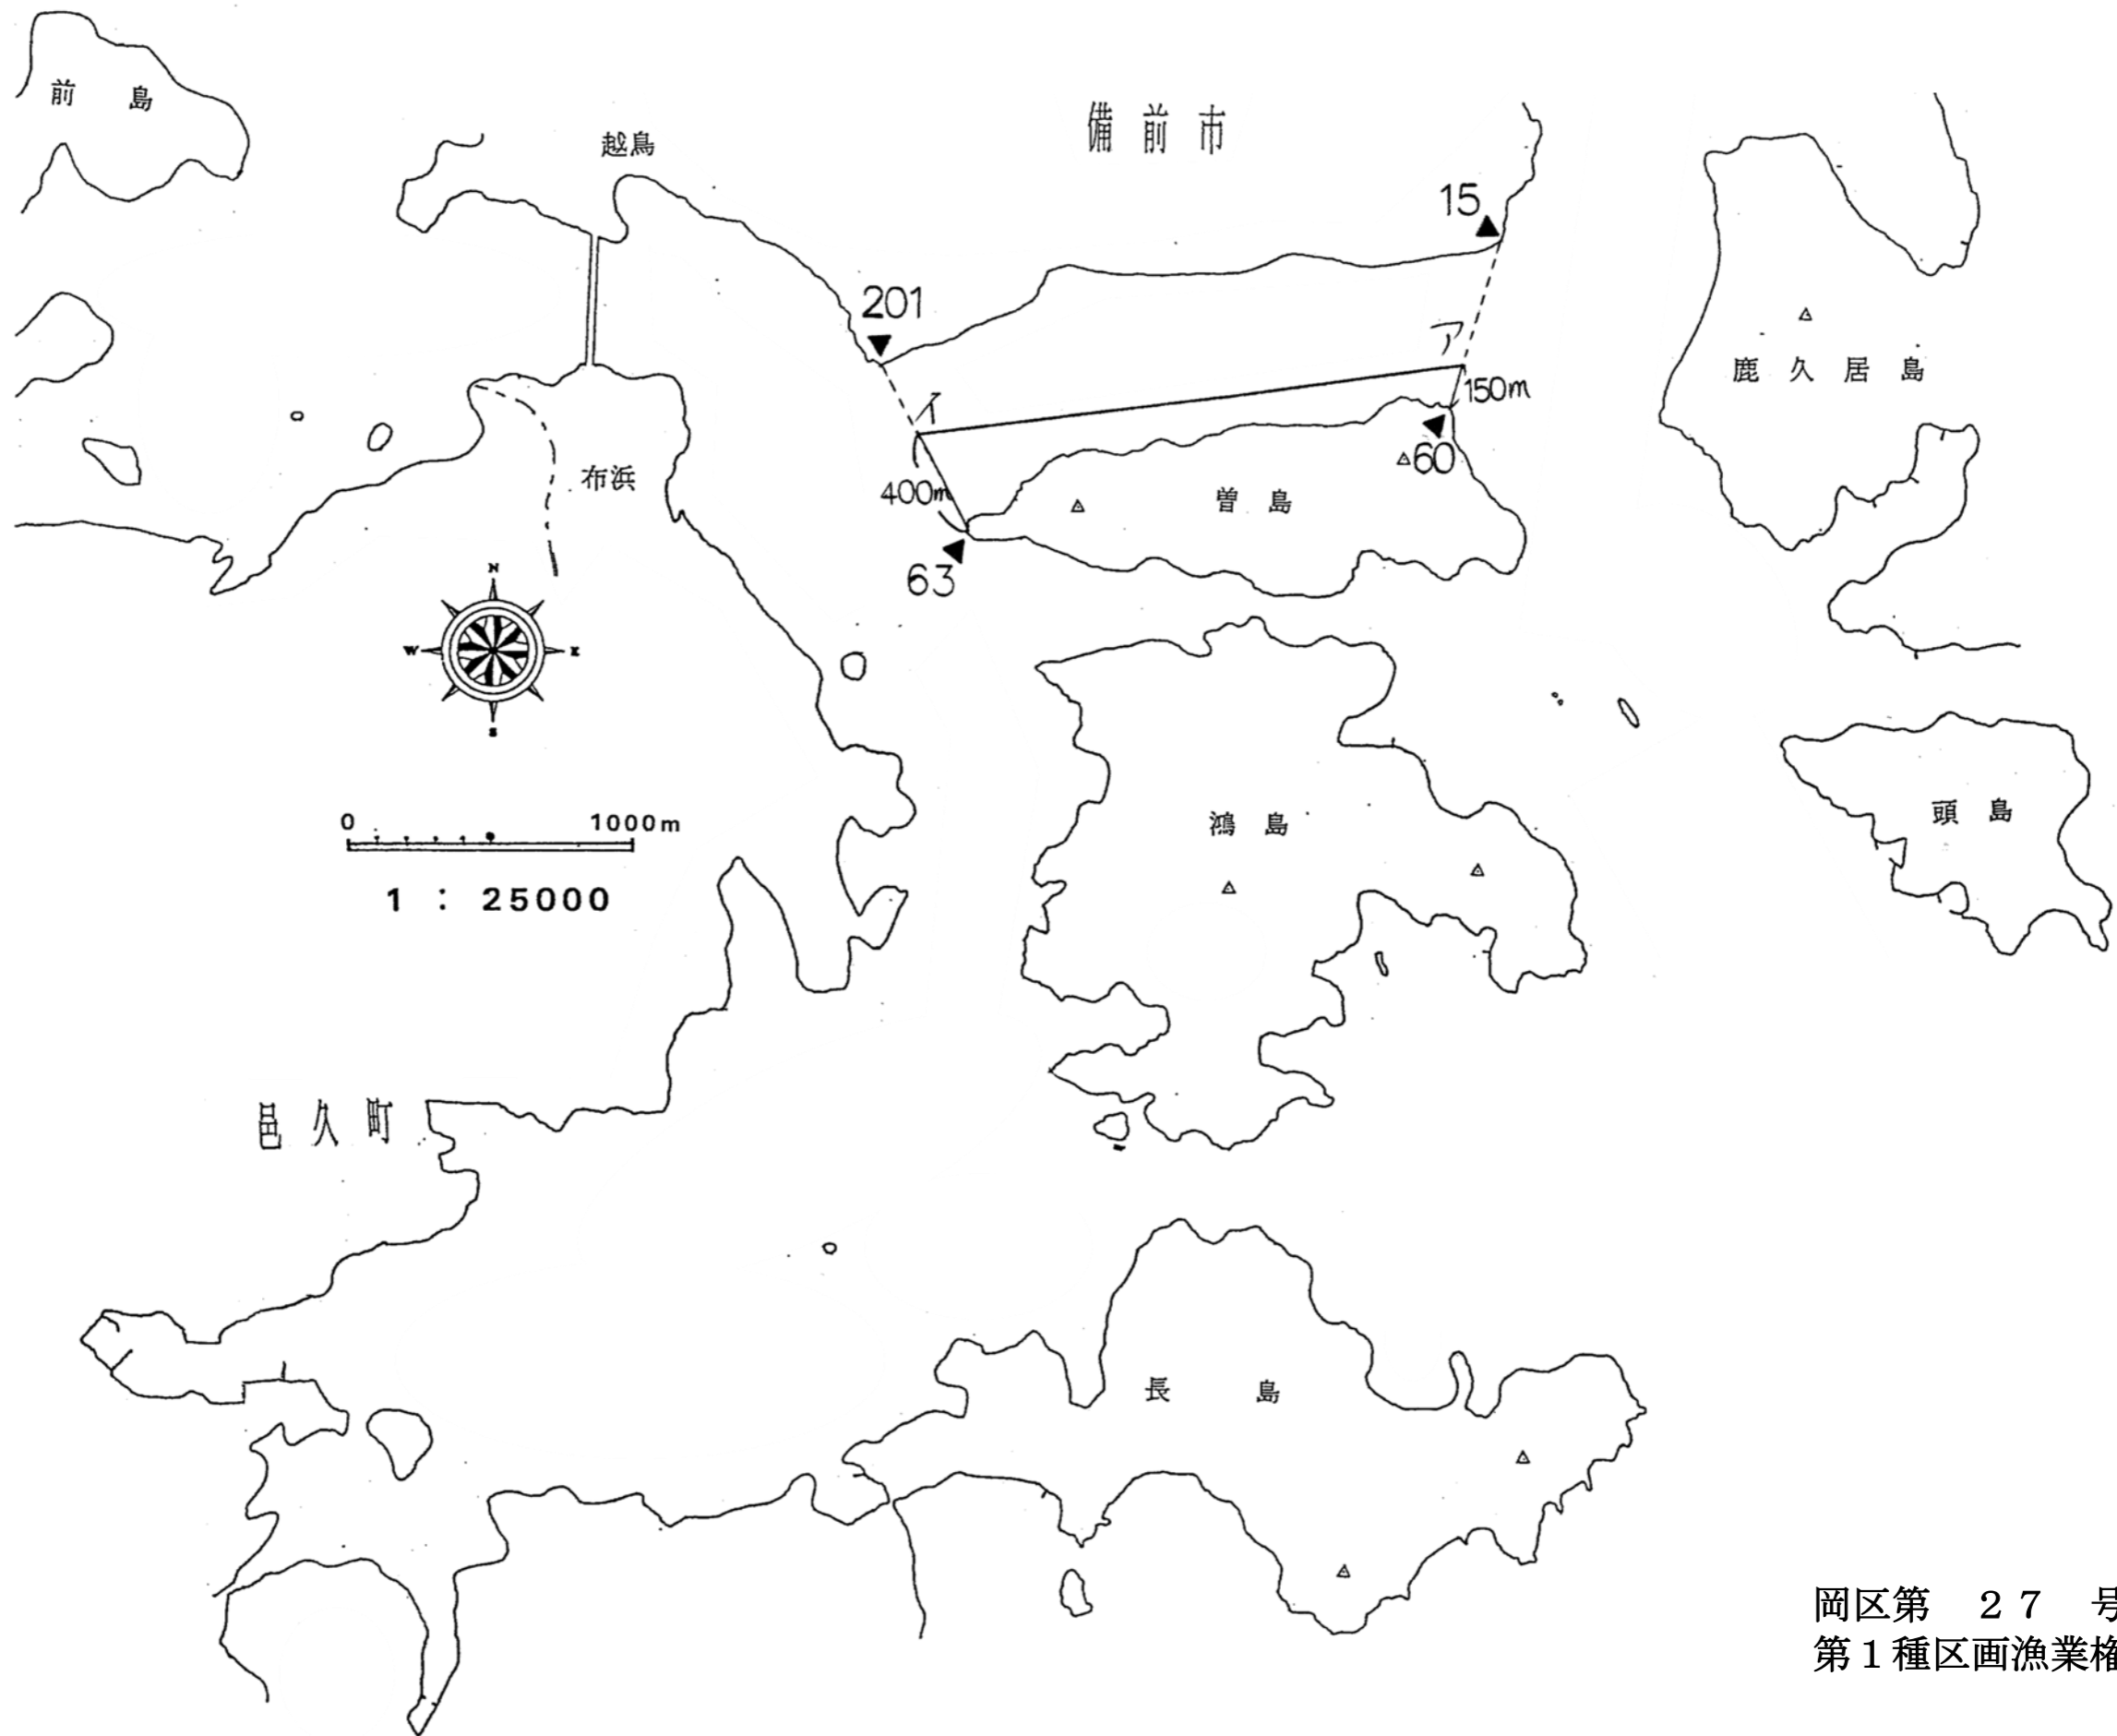 前 島
越鳥
備 前 市
15
201
ア
鹿 久 居 島
150m
イ
60
布浜
400m
曽 島
63
N
W
E
S
0 1000m
1 : 25000
鴻 島
頭 島
邑 久 町
長 島
岡区第 27 号
第1種区画漁業権